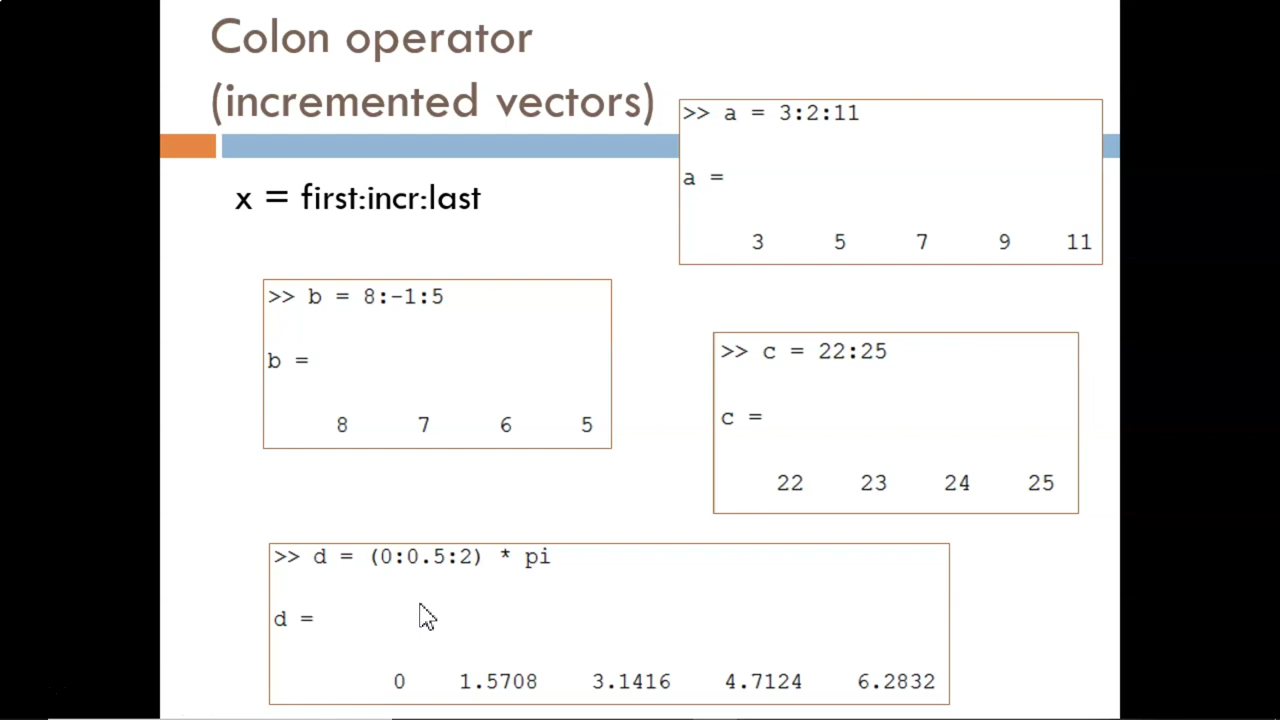 Colon operator
(incremented vectors)
x = first:incr:last
>> a = 3:2:11
a =
3 5 7 9 11
>> b = 8:-1:5
b =
8 7 6 5
>> c = 22:25
c =
22 23 24 25
>> d = (0:0.5:2) * pi
d =
0 1.5708 3.1416 4.7124 6.2832